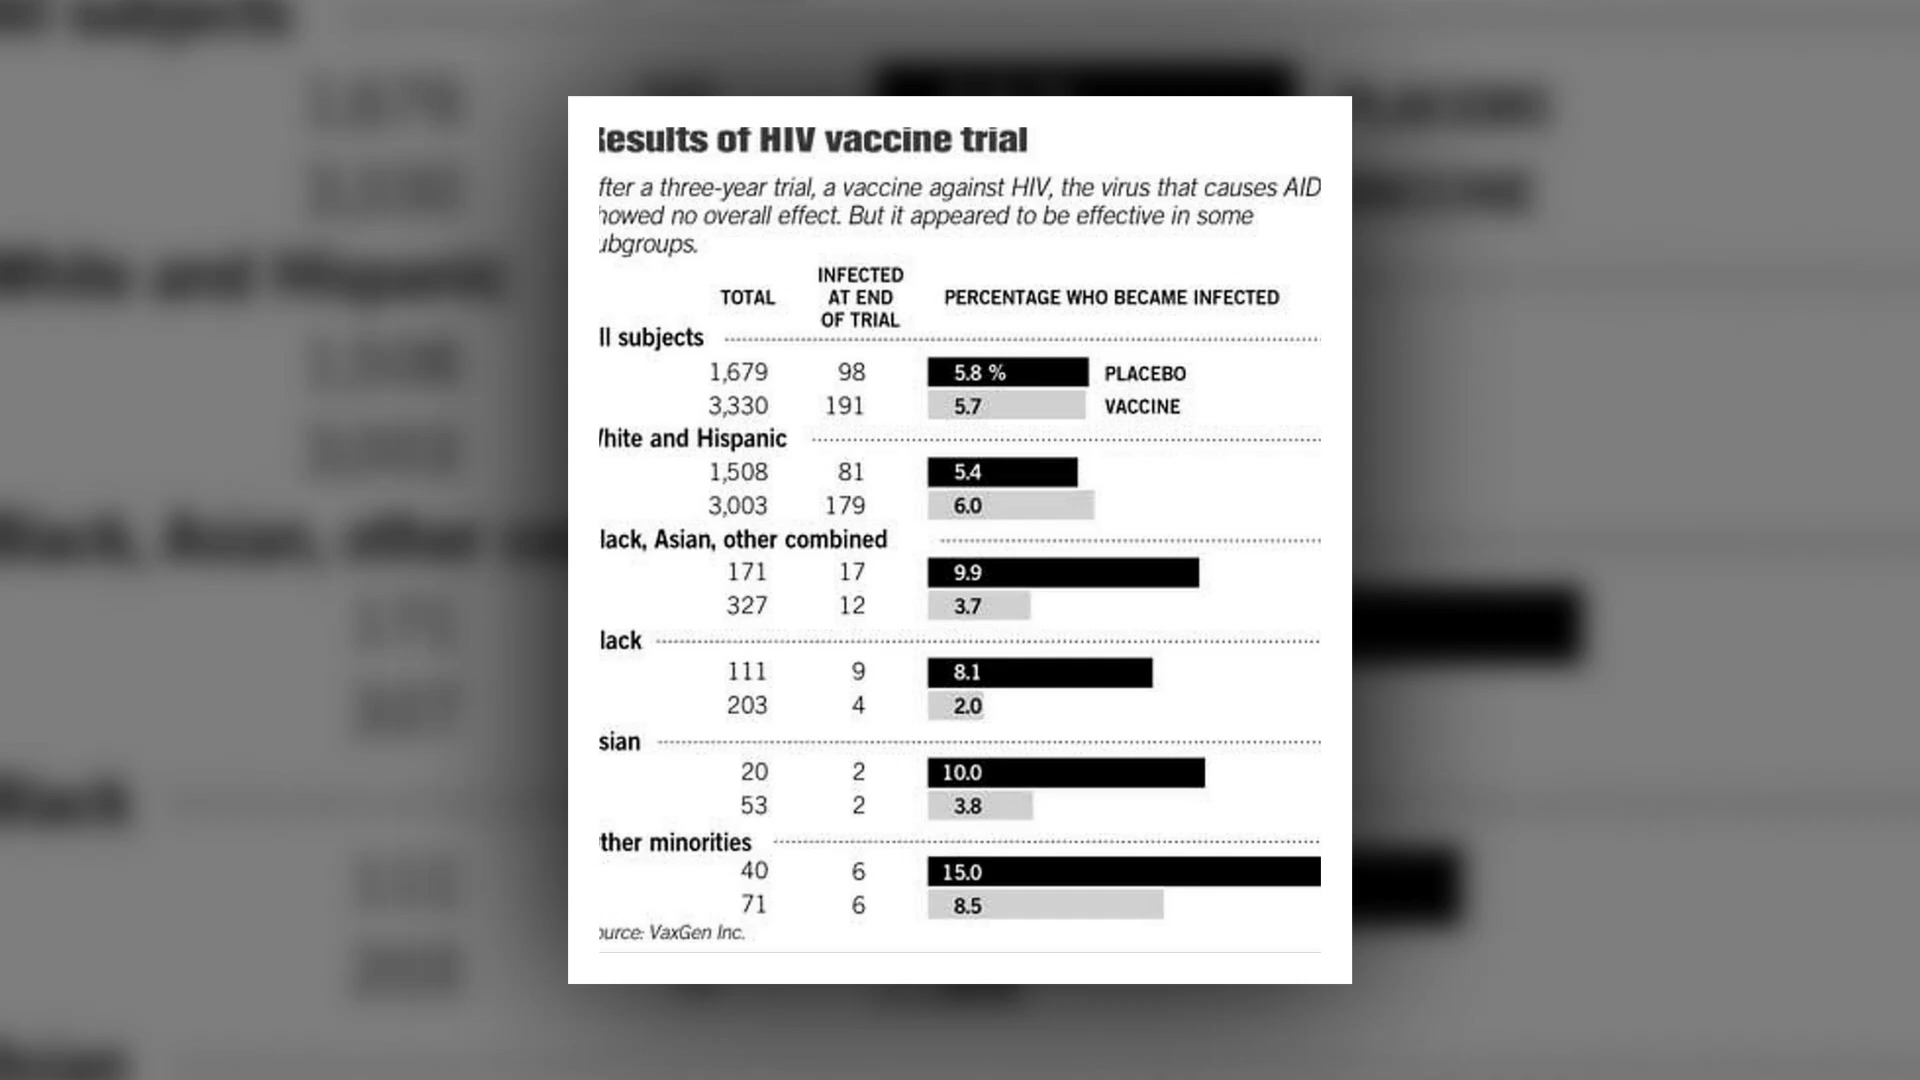 Results of HIV vaccine trial
fter a three-year trial, a vaccine against HIV, the virus that causes AID
howed no overall effect. But it appeared to be effective in some
ubgroups.
TOTAL INFECTED AT END OF TRIAL PERCENTAGE WHO BECAME INFECTED
ll subjects
1,679 98 5.8 % PLACEBO
3,330 191 5.7 VACCINE
hite and Hispanic
1,508 81 5.4
3,003 179 6.0
lack, Asian, other combined
171 17 9.9
327 12 3.7
lack
111 9 8.1
203 4 2.0
sian
20 2 10.0
53 2 3.8
ther minorities
40 6 15.0
71 6 8.5
ource: VaxGen Inc.